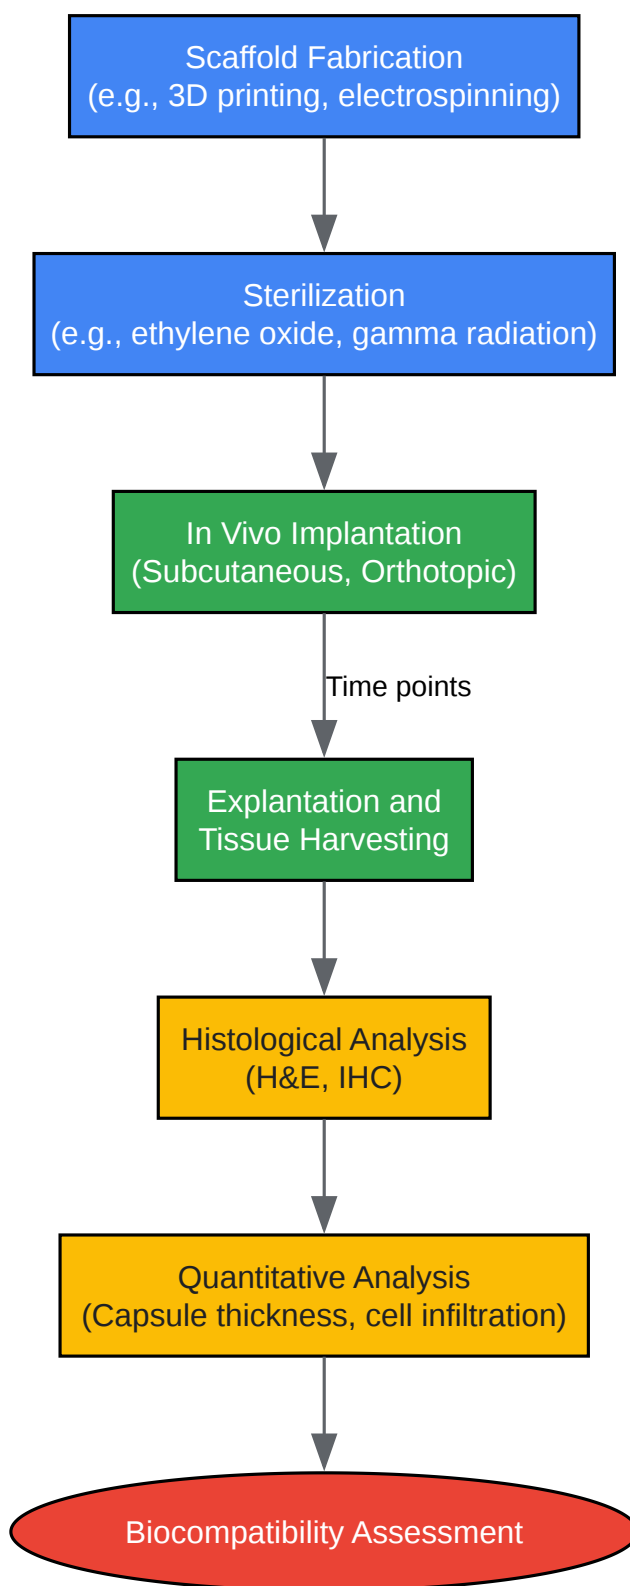 Scaffold Fabrication
(e.g., 3D printing, electrospinning)
Sterilization
(e.g., ethylene oxide, gamma radiation)
In Vivo Implantation
(Subcutaneous, Orthotopic)
Time points
Explantation and
Tissue Harvesting
Histological Analysis
(H&E, IHC)
Quantitative Analysis
(Capsule thickness, cell infiltration)
Biocompatibility Assessment